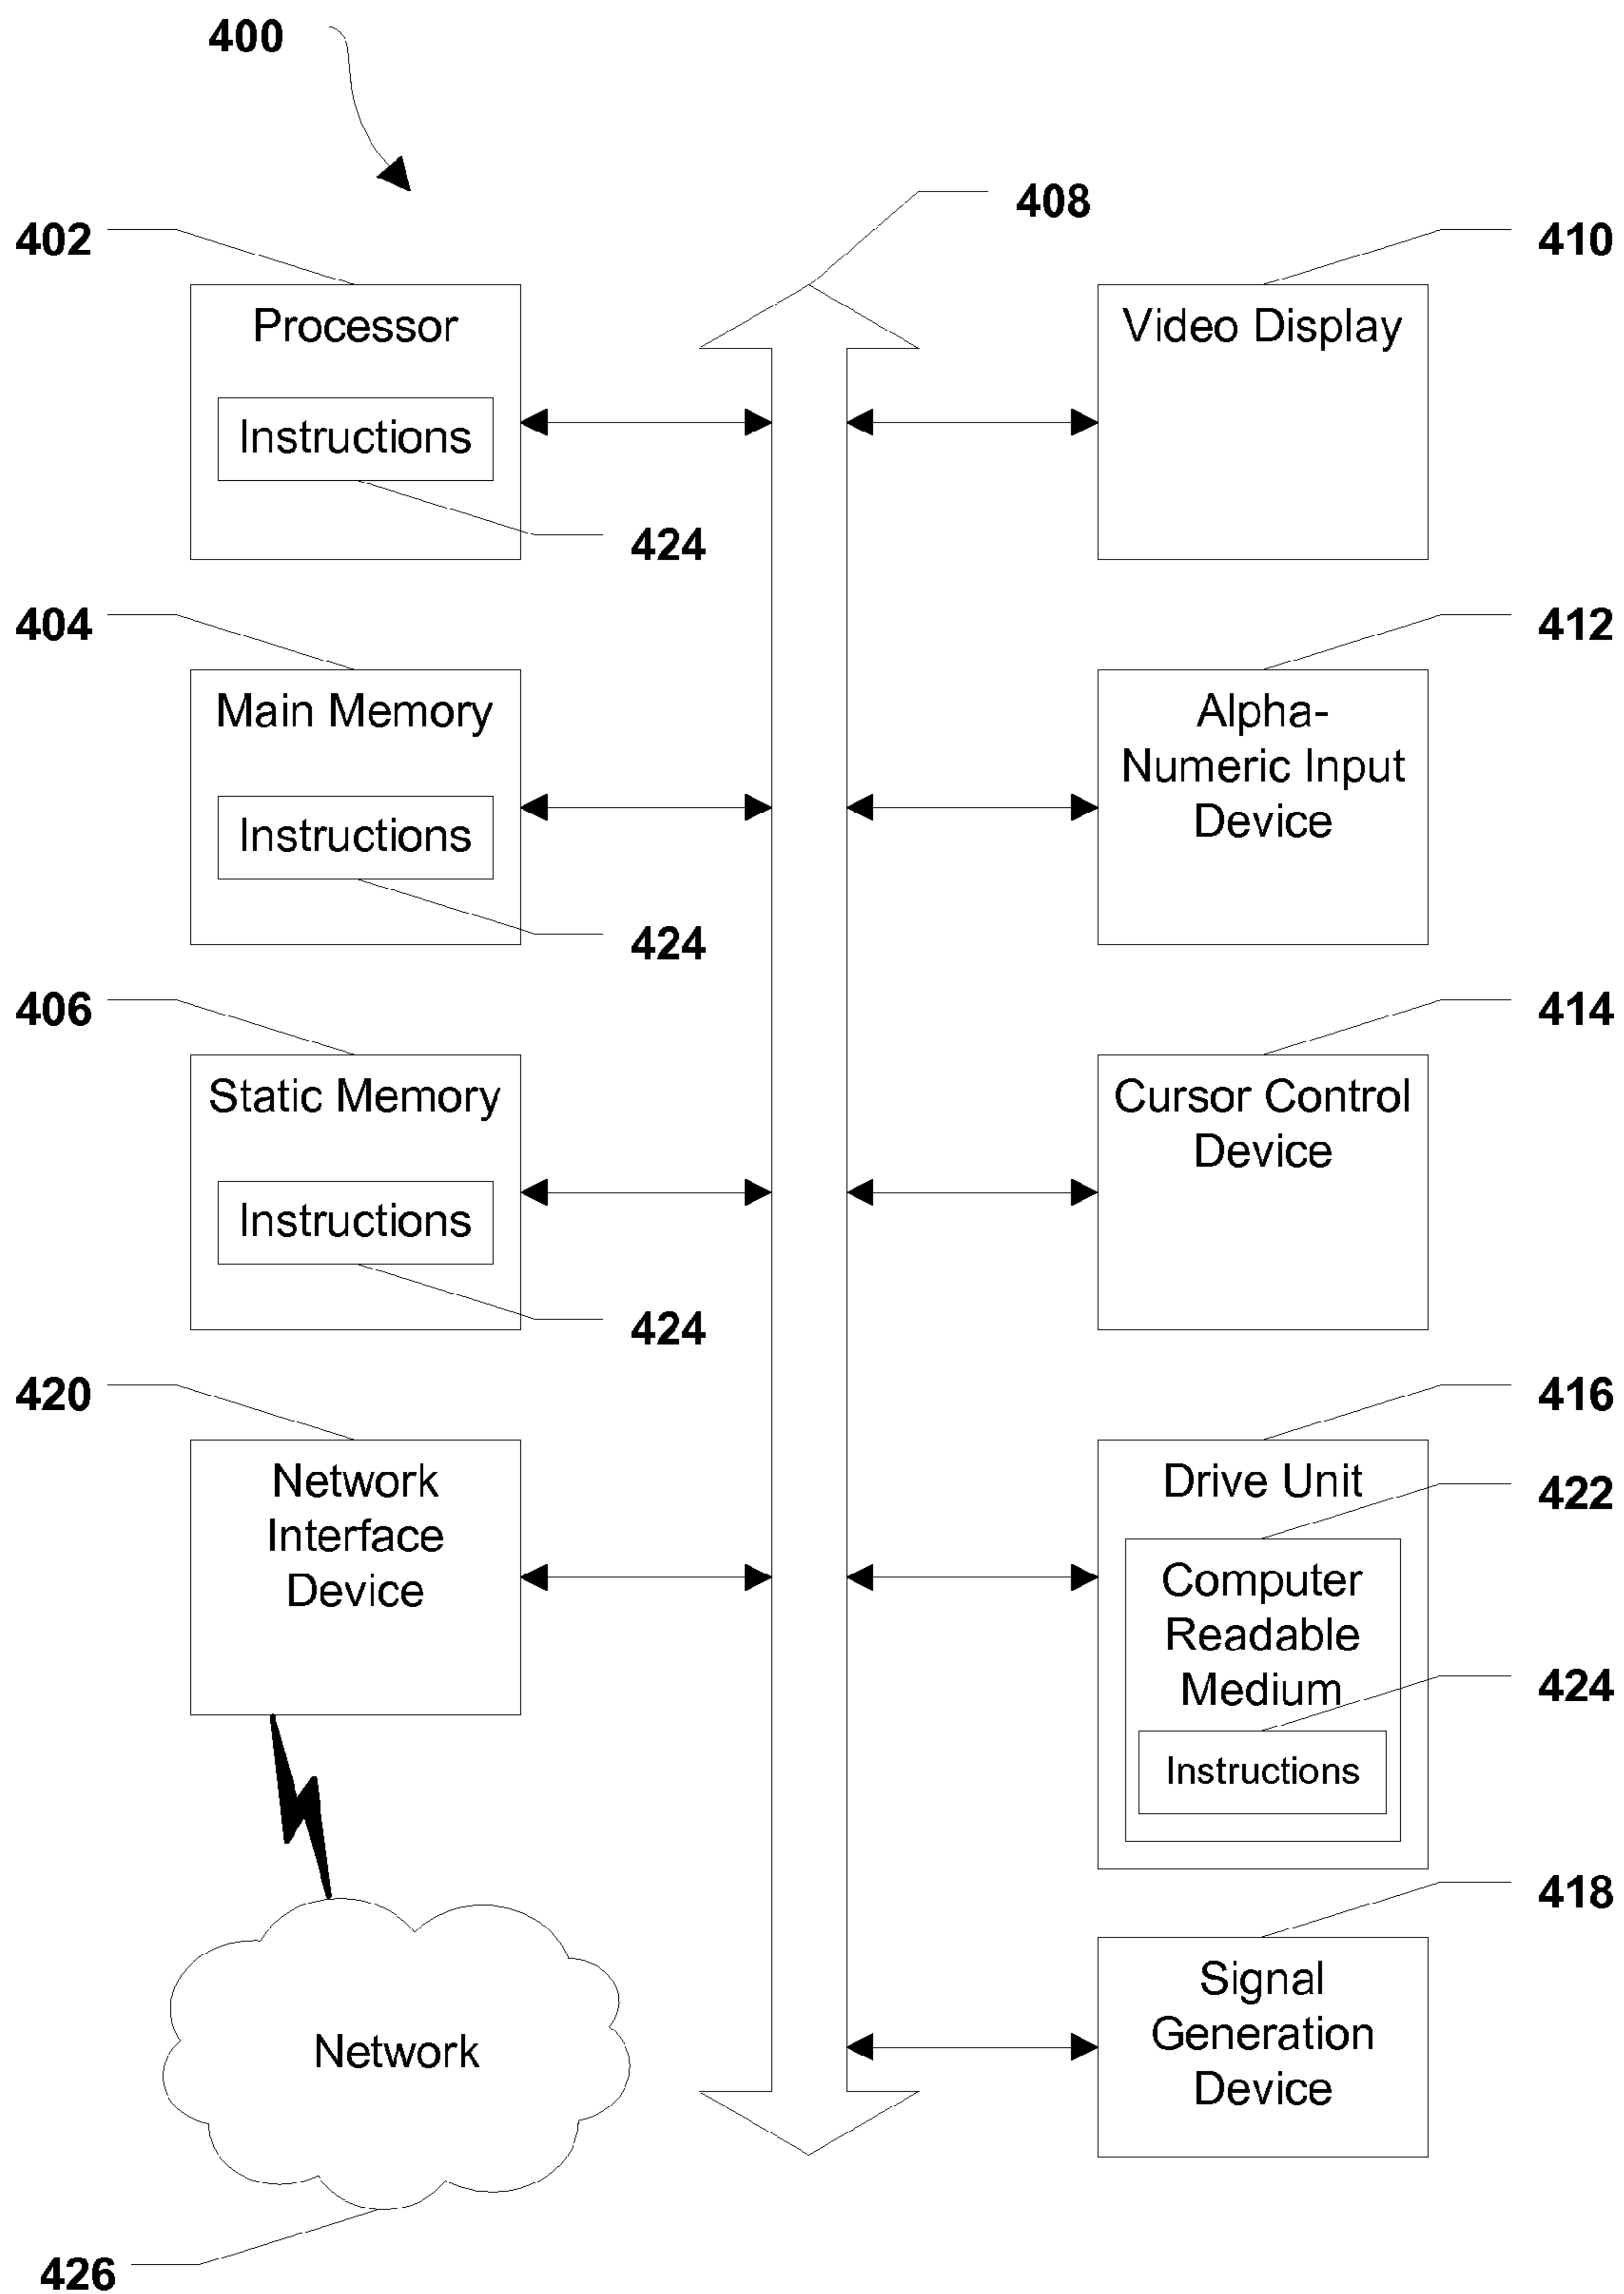 400
408
402
410
Processor
Instructions
424
Video Display
404
412
Main Memory
Instructions
424
Alpha-
Numeric Input
Device
406
414
Static Memory
Instructions
424
Cursor Control
Device
420
416
Network
Interface
Device
Drive Unit
422
Computer
Readable
Medium
424
Instructions
418
Signal
Generation
Device
Network
426